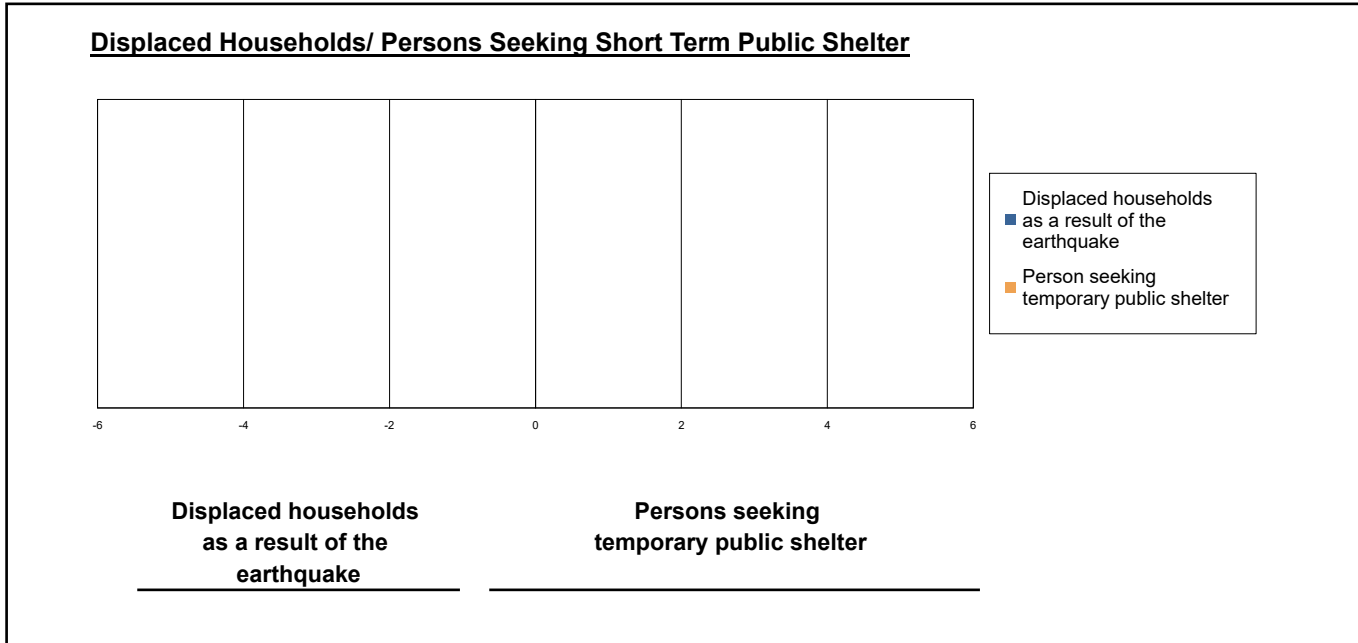 Displaced Households/ Persons Seeking Short Term Public Shelter
Displaced households
as a result of the
earthquake
Person seeking
temporary public shelter
-6 -4 -2 0 2 4 6
Displaced households
as a result of the
earthquake
Persons seeking
temporary public shelter